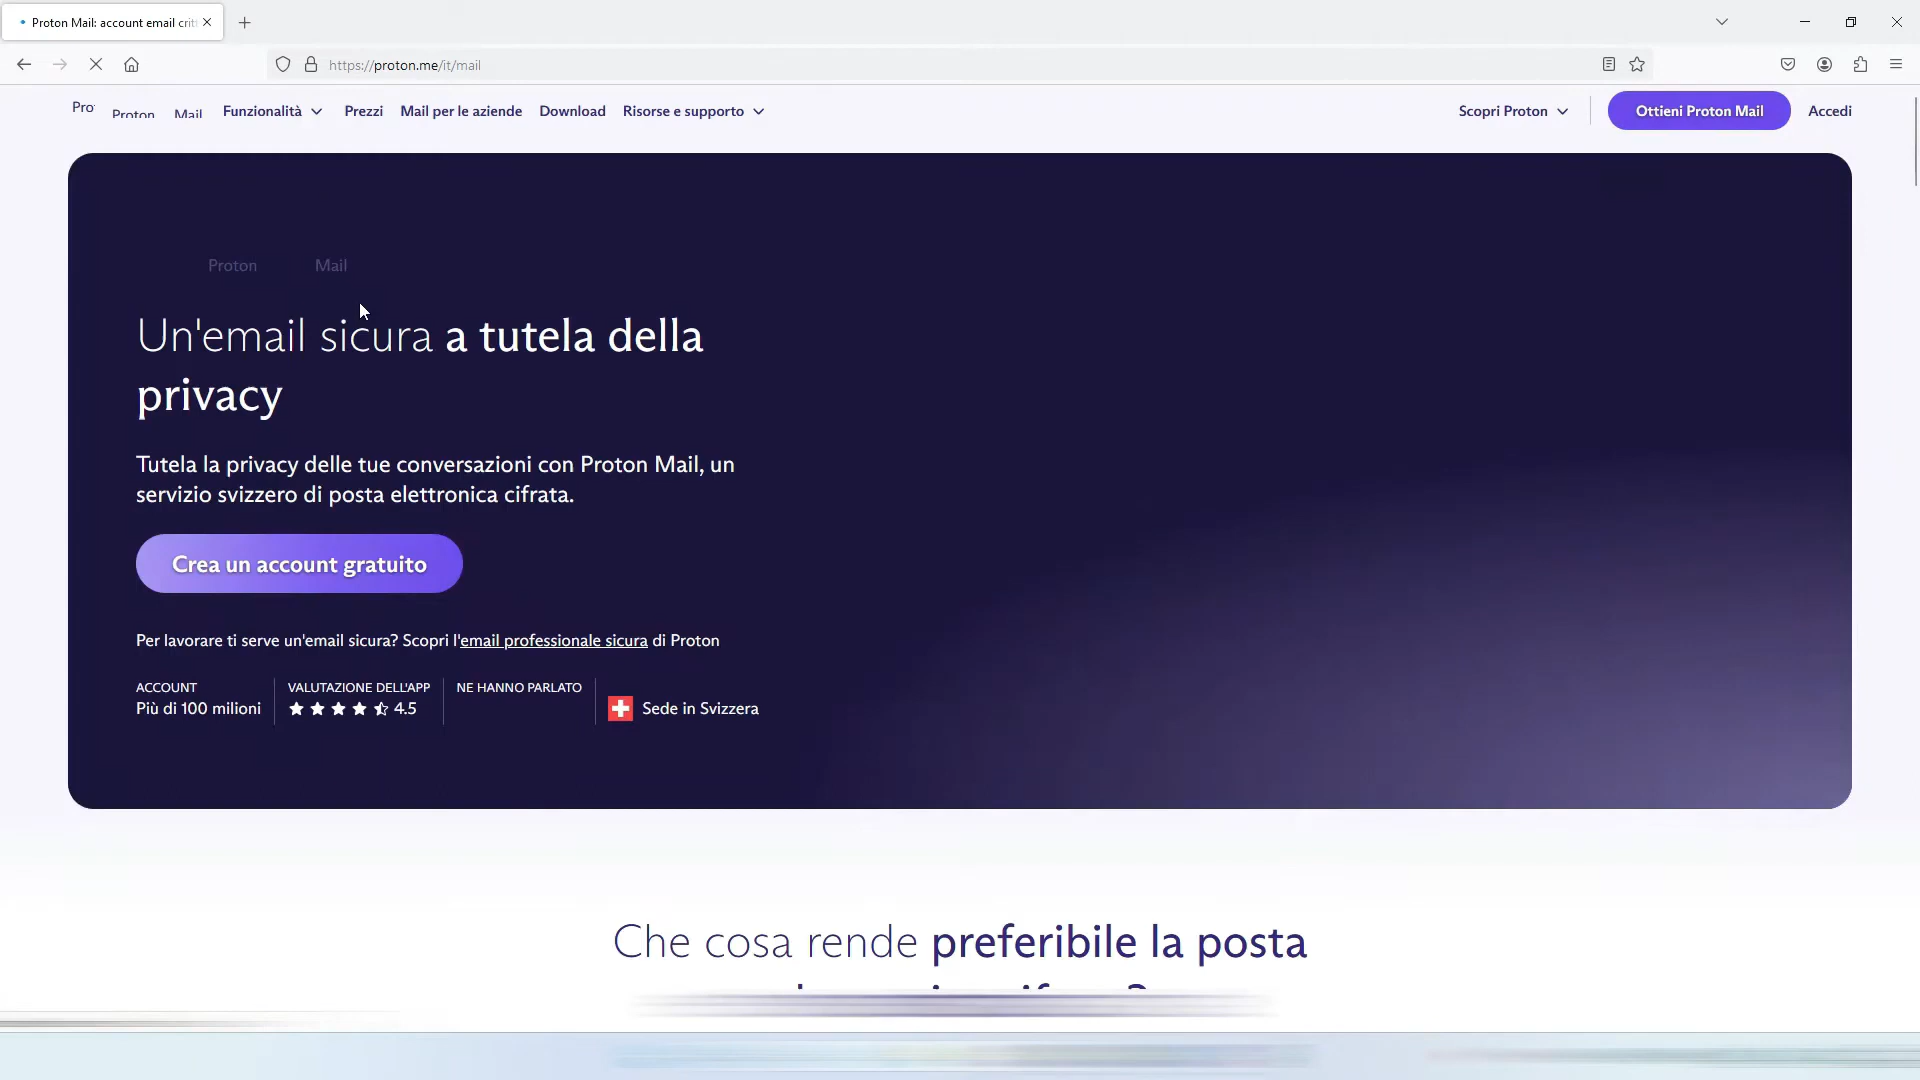 Proton Mail: account email crit
https://proton.me/it/mail
Proton Mail Funzionalità Prezzi Mail per le aziende Download Risorse e supporto Scopri Proton Ottieni Proton Mail Accedi
Proton Mail
Un'email sicura a tutela della
privacy
Tutela la privacy delle tue conversazioni con Proton Mail, un
servizio svizzero di posta elettronica cifrata.
Crea un account gratuito
Per lavorare ti serve un'email sicura? Scopri l'email professionale sicura di Proton
ACCOUNT VALUTAZIONE DELL'APP NE HANNO PARLATO
Più di 100 milioni 4.5 Sede in Svizzera
Che cosa rende preferibile la posta